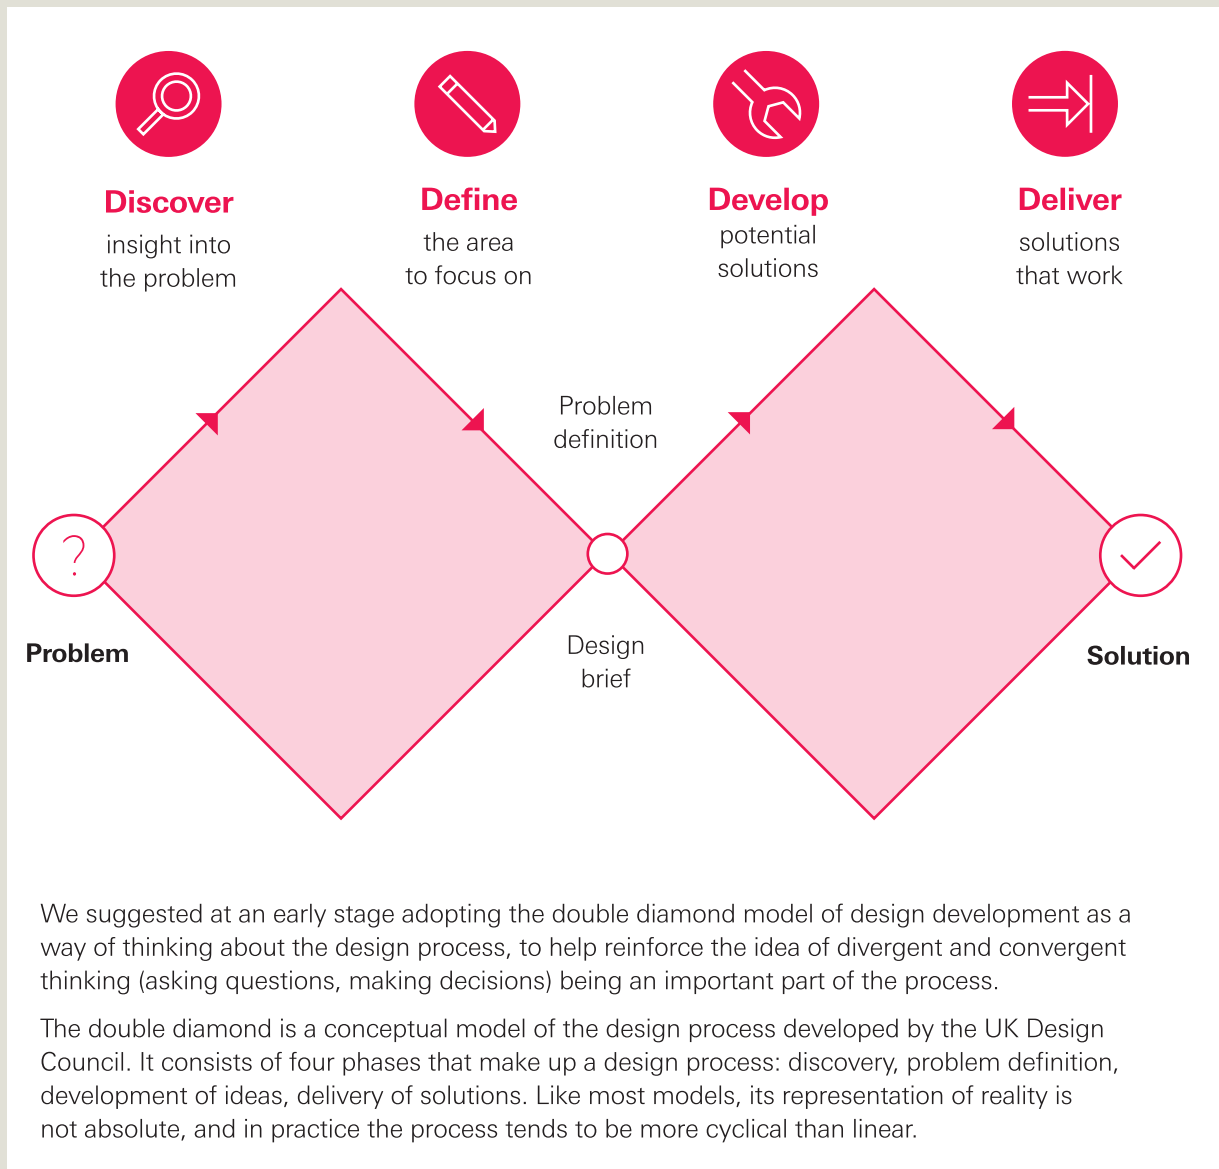 Discover
insight into
the problem
Define
the area
to focus on
Develop
potential
solutions
Deliver
solutions
that work
Problem
definition
?
Design
brief
Problem
Solution
We suggested at an early stage adopting the double diamond model of design development as a
way of thinking about the design process, to help reinforce the idea of divergent and convergent
thinking (asking questions, making decisions) being an important part of the process.
The double diamond is a conceptual model of the design process developed by the UK Design
Council. It consists of four phases that make up a design process: discovery, problem definition,
development of ideas, delivery of solutions. Like most models, its representation of reality is
not absolute, and in practice the process tends to be more cyclical than linear.